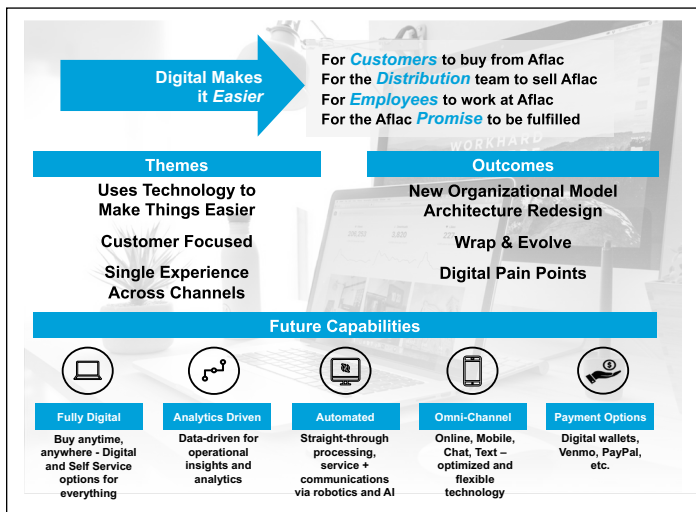 Digital Makes
it Easier
For Customers to buy from Aflac
For the Distribution team to sell Aflac
For Employees to work at Aflac
For the Aflac Promise to be fulfilled
WORKHARD
Themes
Uses Technology to
Make Things Easier
Customer Focused
Single Experience
Across Channels
Outcomes
New Organizational Model
Architecture Redesign
Wrap & Evolve
Digital Pain Points
Future Capabilities
Fully Digital
Buy anytime,
anywhere - Digital
and Self Service
options for
everything
Analytics Driven
Data-driven for
operational
insights and
analytics
Automated
Straight-through
processing,
service +
communications
via robotics and AI
Omni-Channel
Online, Mobile,
Chat, Text –
optimized and
flexible
technology
Payment Options
Digital wallets,
Venmo, PayPal,
etc.